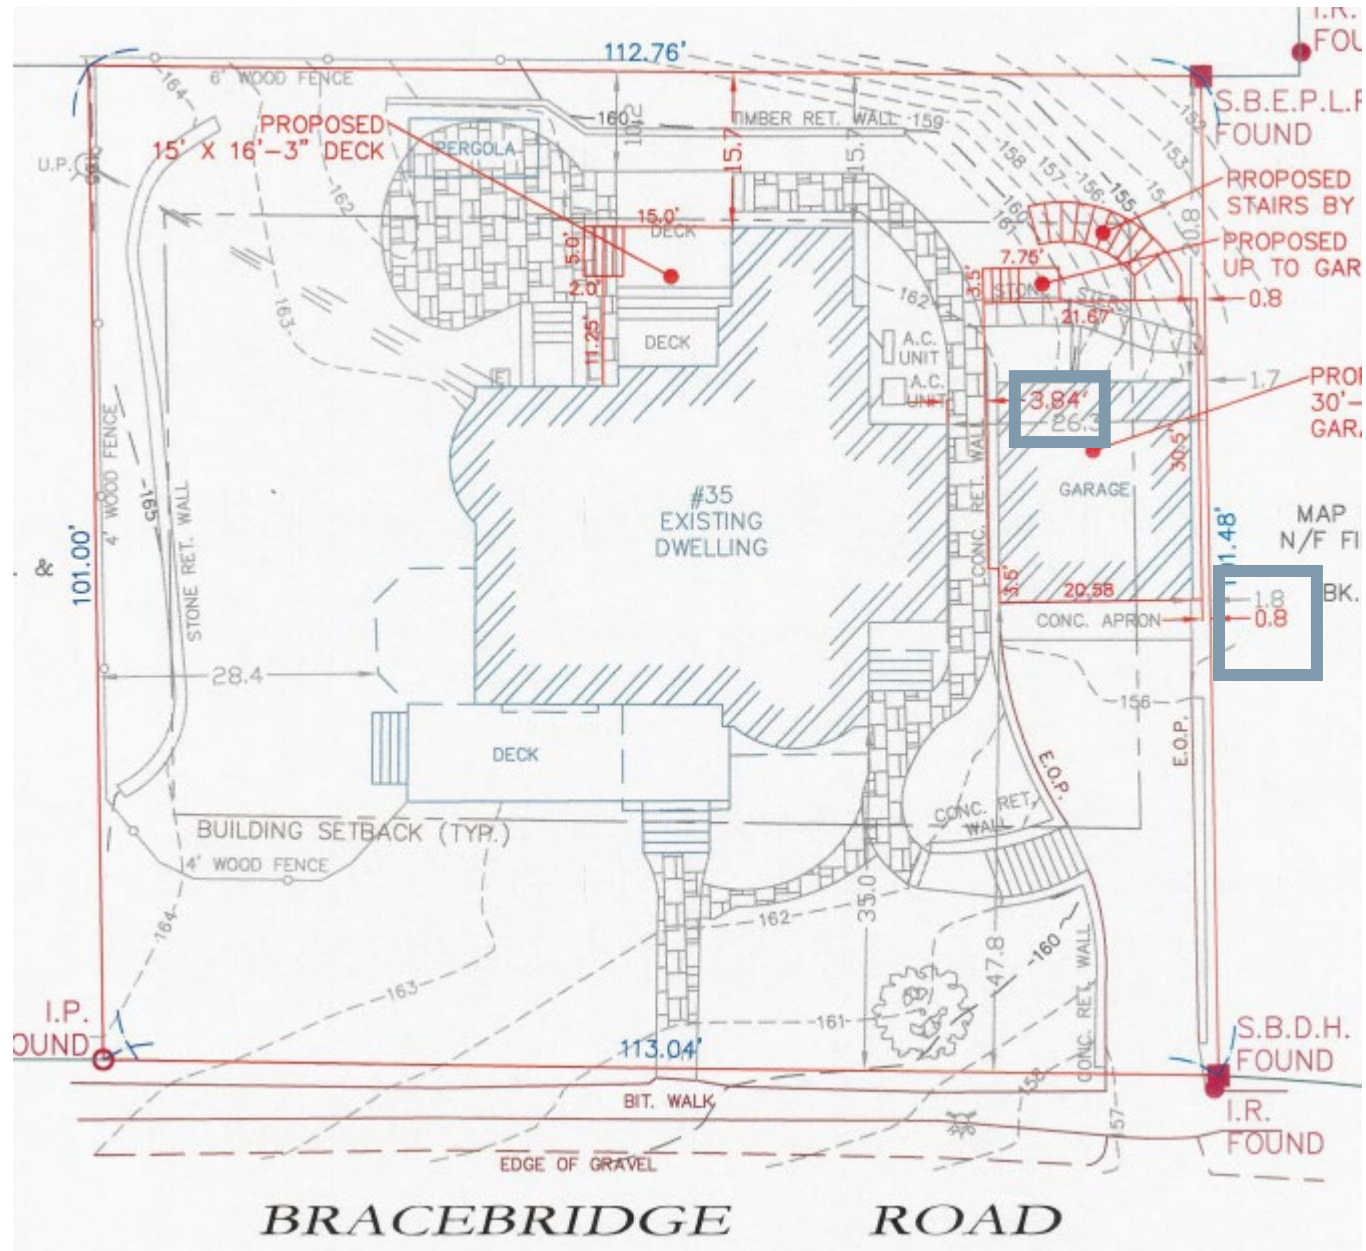 I.R.
112.76'
6' WOOD FENCE
164
PROPOSED
15' X 16'-3" DECK
PERGOLA
160
TIMBER RET. WALL
159
10.2
15.7
15.7
S.B.E.P.L.P
FOUND
152
153
158
157
156
155
160
161
U.P.
162
PROPOSED
STAIRS BY
PROPOSED
UP TO GAR
20.8
15.0'
DECK
5.0'
2.0'
7.75'
3.5'
21.67'
0.8
163
162
11.25'
DECK
A.C.
UNIT
A.C.
UNIT
1.7
3.84'
26.3
30'-
4' WOOD FENCE
165
STONE RET. WALL
CONC. RET. WALL
30.5'
GARAGE
#35
EXISTING
DWELLING
101.00'
&
101.48'
MAP
N/F FI
BK.
3.5'
20.58
1.8
0.8
CONC. APRON
28.4
156
E.O.P.
E.O.P.
DECK
BUILDING SETBACK (TYP.)
4' WOOD FENCE
CONC. RET.
WALL
164
162
35.0
47.8
160
CONC. RET. WALL
163
161
I.P.
OUND
113.04'
S.B.D.H.
FOUND
158
57
BIT. WALK
I.R.
FOUND
EDGE OF GRAVEL
BRACEBRIDGE ROAD